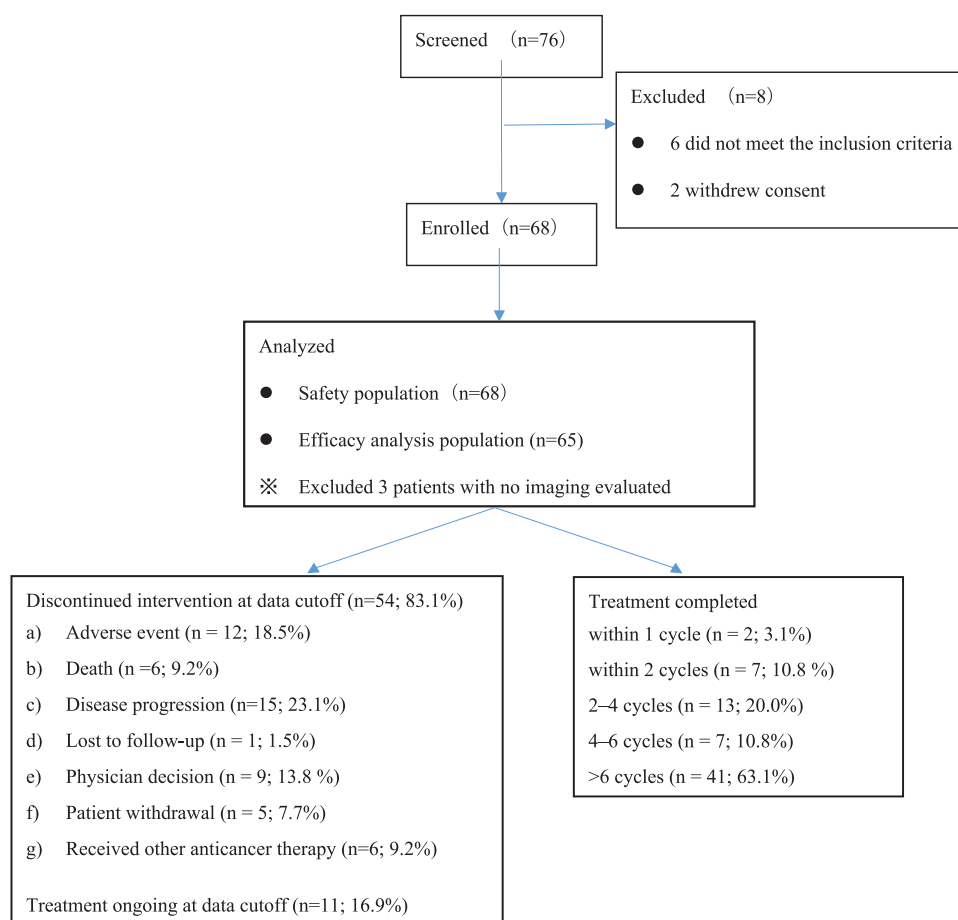 Screened （n=76）
Excluded （n=8）
● 6 did not meet the inclusion criteria
● 2 withdrew consent
Enrolled（n=68）
Analyzed
● Safety population（n=68）
● Efficacy analysis population (n=65)
※ Excluded 3 patients with no imaging evaluated
Discontinued intervention at data cutoff (n=54; 83.1%)
a) Adverse event (n = 12; 18.5%)
b) Death (n =6; 9.2%)
c) Disease progression (n=15; 23.1%)
d) Lost to follow-up (n = 1; 1.5%)
e) Physician decision (n = 9; 13.8 %)
f) Patient withdrawal (n = 5; 7.7%)
g) Received other anticancer therapy (n=6; 9.2%)
Treatment ongoing at data cutoff (n=11; 16.9%)
Treatment completed
within 1 cycle (n = 2; 3.1%)
within 2 cycles (n = 7; 10.8 %)
2–4 cycles (n = 13; 20.0%)
4–6 cycles (n = 7; 10.8%)
>6 cycles (n = 41; 63.1%)